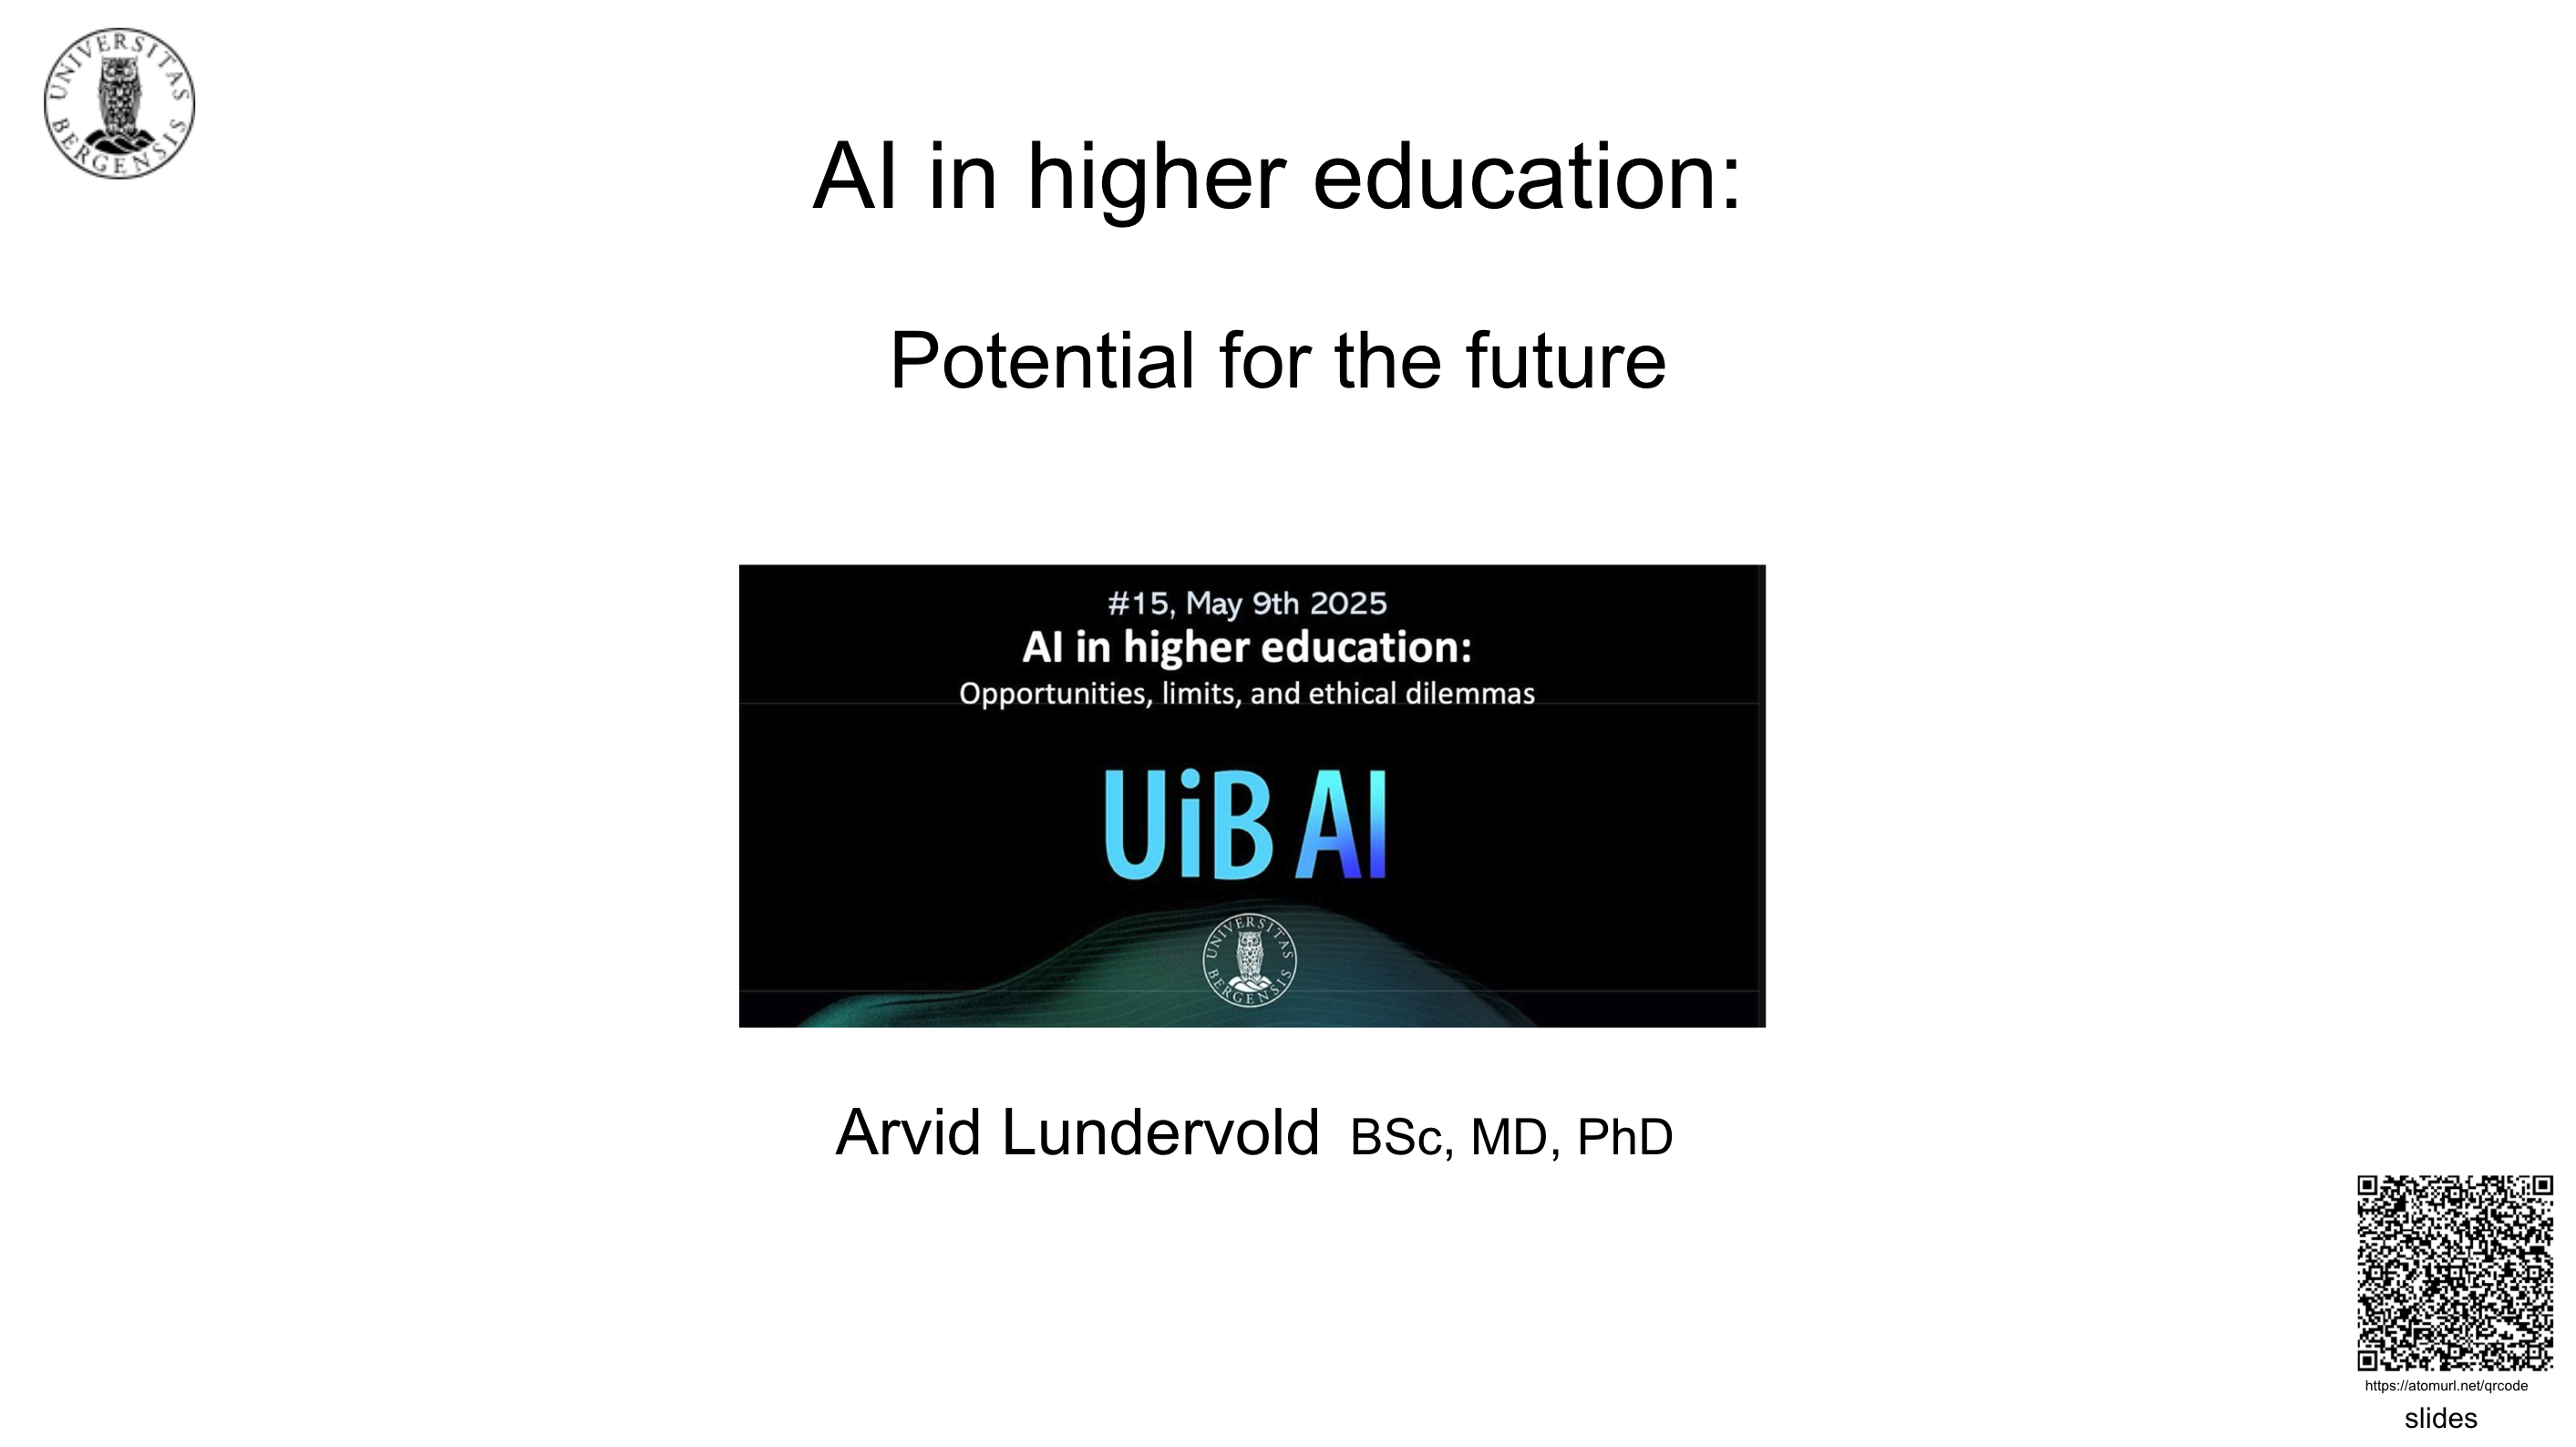 UNIVERSITAS BERGENSIS
AI in higher education:
Potential for the future
#15, May 9th 2025
AI in higher education:
Opportunities, limits, and ethical dilemmas
UiB AI
UNIVERSITAS BERGENSIS
Arvid Lundervold BSc, MD, PhD
https://atomurl.net/qrcode
slides